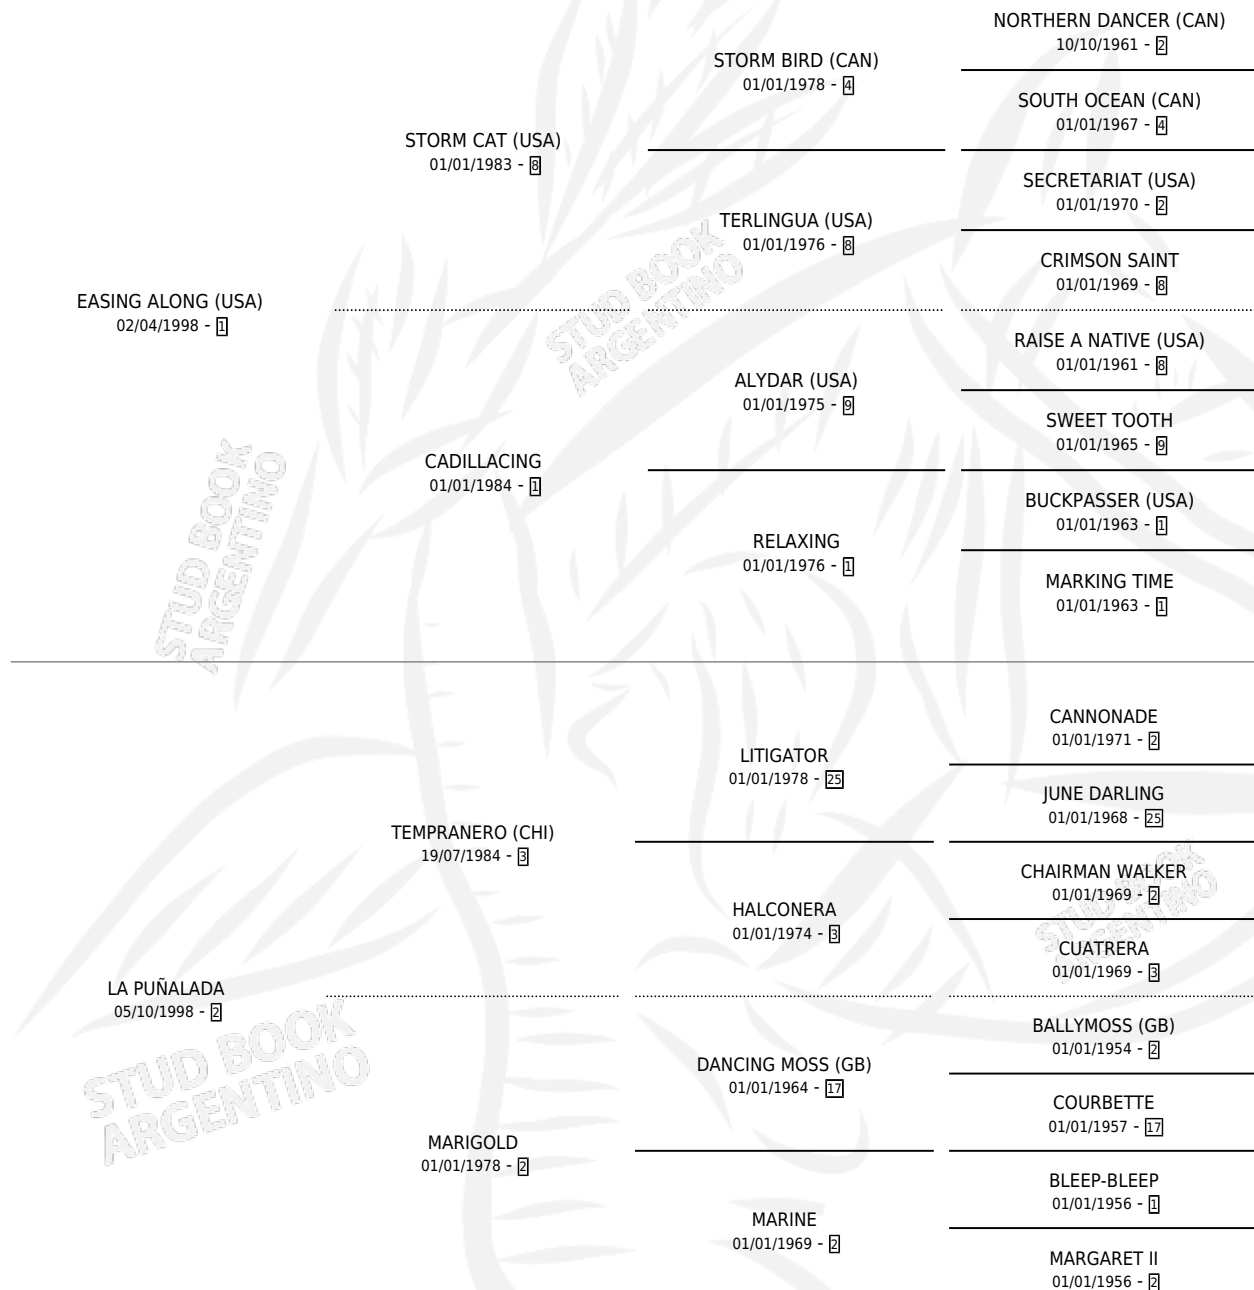 NORTHERN DANCER (CAN)
10/10/1961 - 2
STORM BIRD (CAN)
01/01/1978 - 4
SOUTH OCEAN (CAN)
01/01/1967 - 4
STORM CAT (USA)
01/01/1983 - 8
SECRETARIAT (USA)
01/01/1970 - 2
TERLINGUA (USA)
01/01/1976 - 8
CRIMSON SAINT
01/01/1969 - 8
EASING ALONG (USA)
02/04/1998 - 1
STUD BOOK
ARGENTINO
RAISE A NATIVE (USA)
01/01/1961 - 8
ALYDAR (USA)
01/01/1975 - 9
SWEET TOOTH
01/01/1965 - 9
CADILLACING
01/01/1984 - 1
BUCKPASSER (USA)
01/01/1963 - 1
RELAXING
01/01/1976 - 1
MARKING TIME
01/01/1963 - 1
STUD BOOK
ARGENTINO
CANNONADE
01/01/1971 - 2
LITIGATOR
01/01/1978 - 25
JUNE DARLING
01/01/1968 - 25
TEMPRANERO (CHI)
19/07/1984 - 3
CHAIRMAN WALKER
01/01/1969 - 2
HALCONERA
01/01/1974 - 3
STUD BOOK
ARGENTINO
CUATRERA
01/01/1969 - 3
LA PUÑALADA
05/10/1998 - 2
STUD BOOK
ARGENTINO
BALLYMOSS (GB)
01/01/1954 - 2
DANCING MOSS (GB)
01/01/1964 - 17
COURBETTE
01/01/1957 - 17
MARIGOLD
01/01/1978 - 2
BLEEP-BLEEP
01/01/1956 - 1
MARINE
01/01/1969 - 2
MARGARET II
01/01/1956 - 2